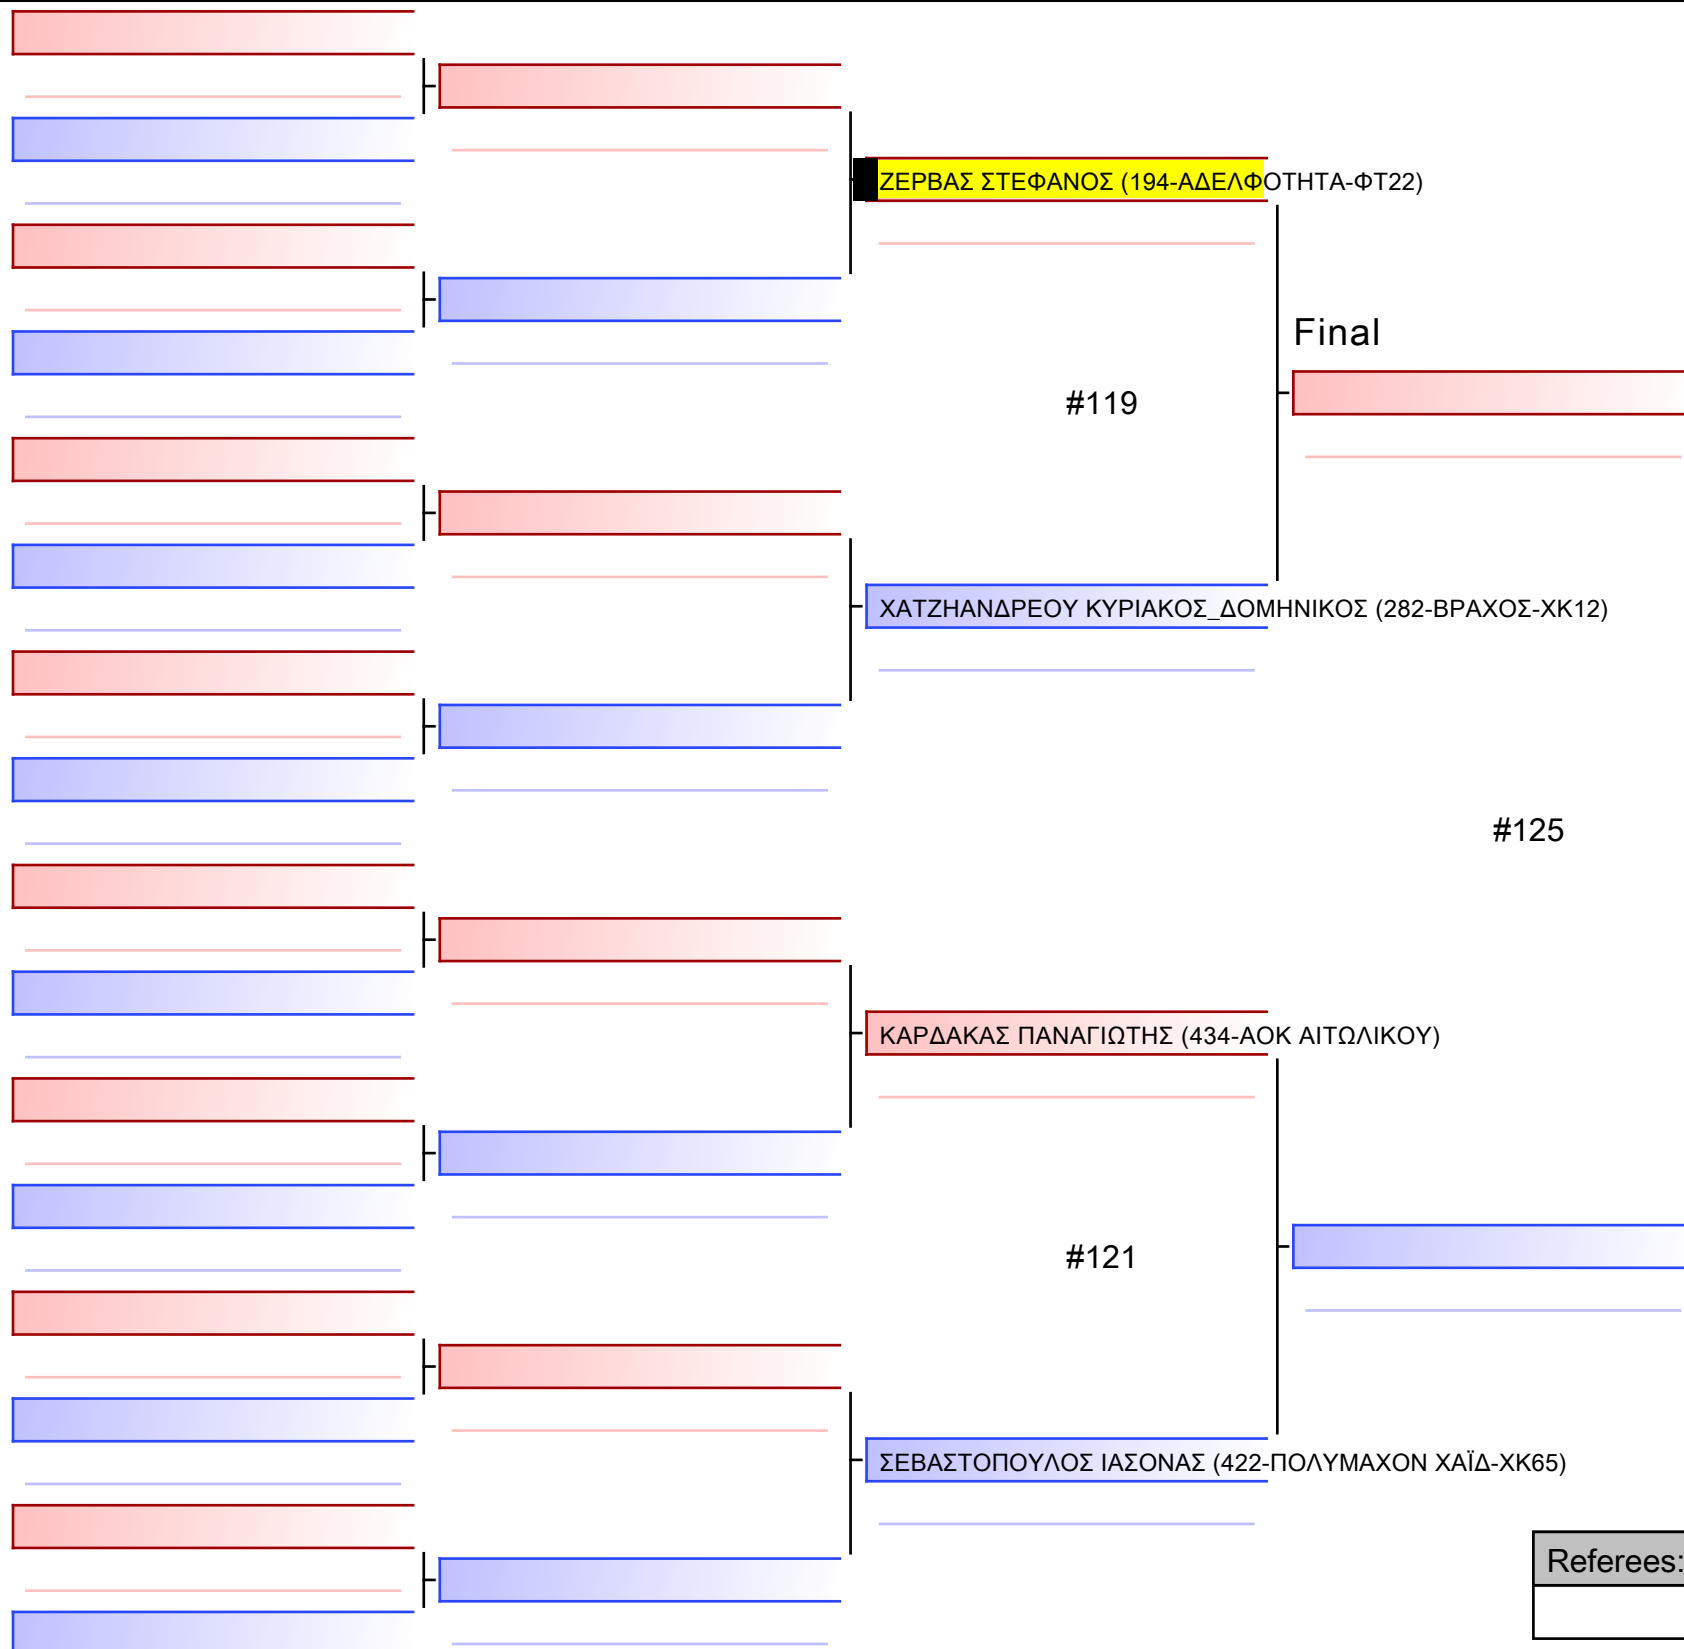 ΖΕΡΒΑΣ ΣΤΕΦΑΝΟΣ (194-ΑΔΕΛΦΟΤΗΤΑ-ΦΤ22)
Final
#119
ΧΑΤΖΗΑΝΔΡΕΟΥ ΚΥΡΙΑΚΟΣ_ΔΟΜΗΝΙΚΟΣ (282-ΒΡΑΧΟΣ-ΧΚ12)
#125
ΚΑΡΔΑΚΑΣ ΠΑΝΑΓΙΩΤΗΣ (434-ΑΟΚ ΑΙΤΩΛΙΚΟΥ)
#121
ΣΕΒΑΣΤΟΠΟΥΛΟΣ ΙΑΣΟΝΑΣ (422-ΠΟΛΥΜΑΧΟΝ ΧΑΪΔ-ΧΚ65)
Referees: